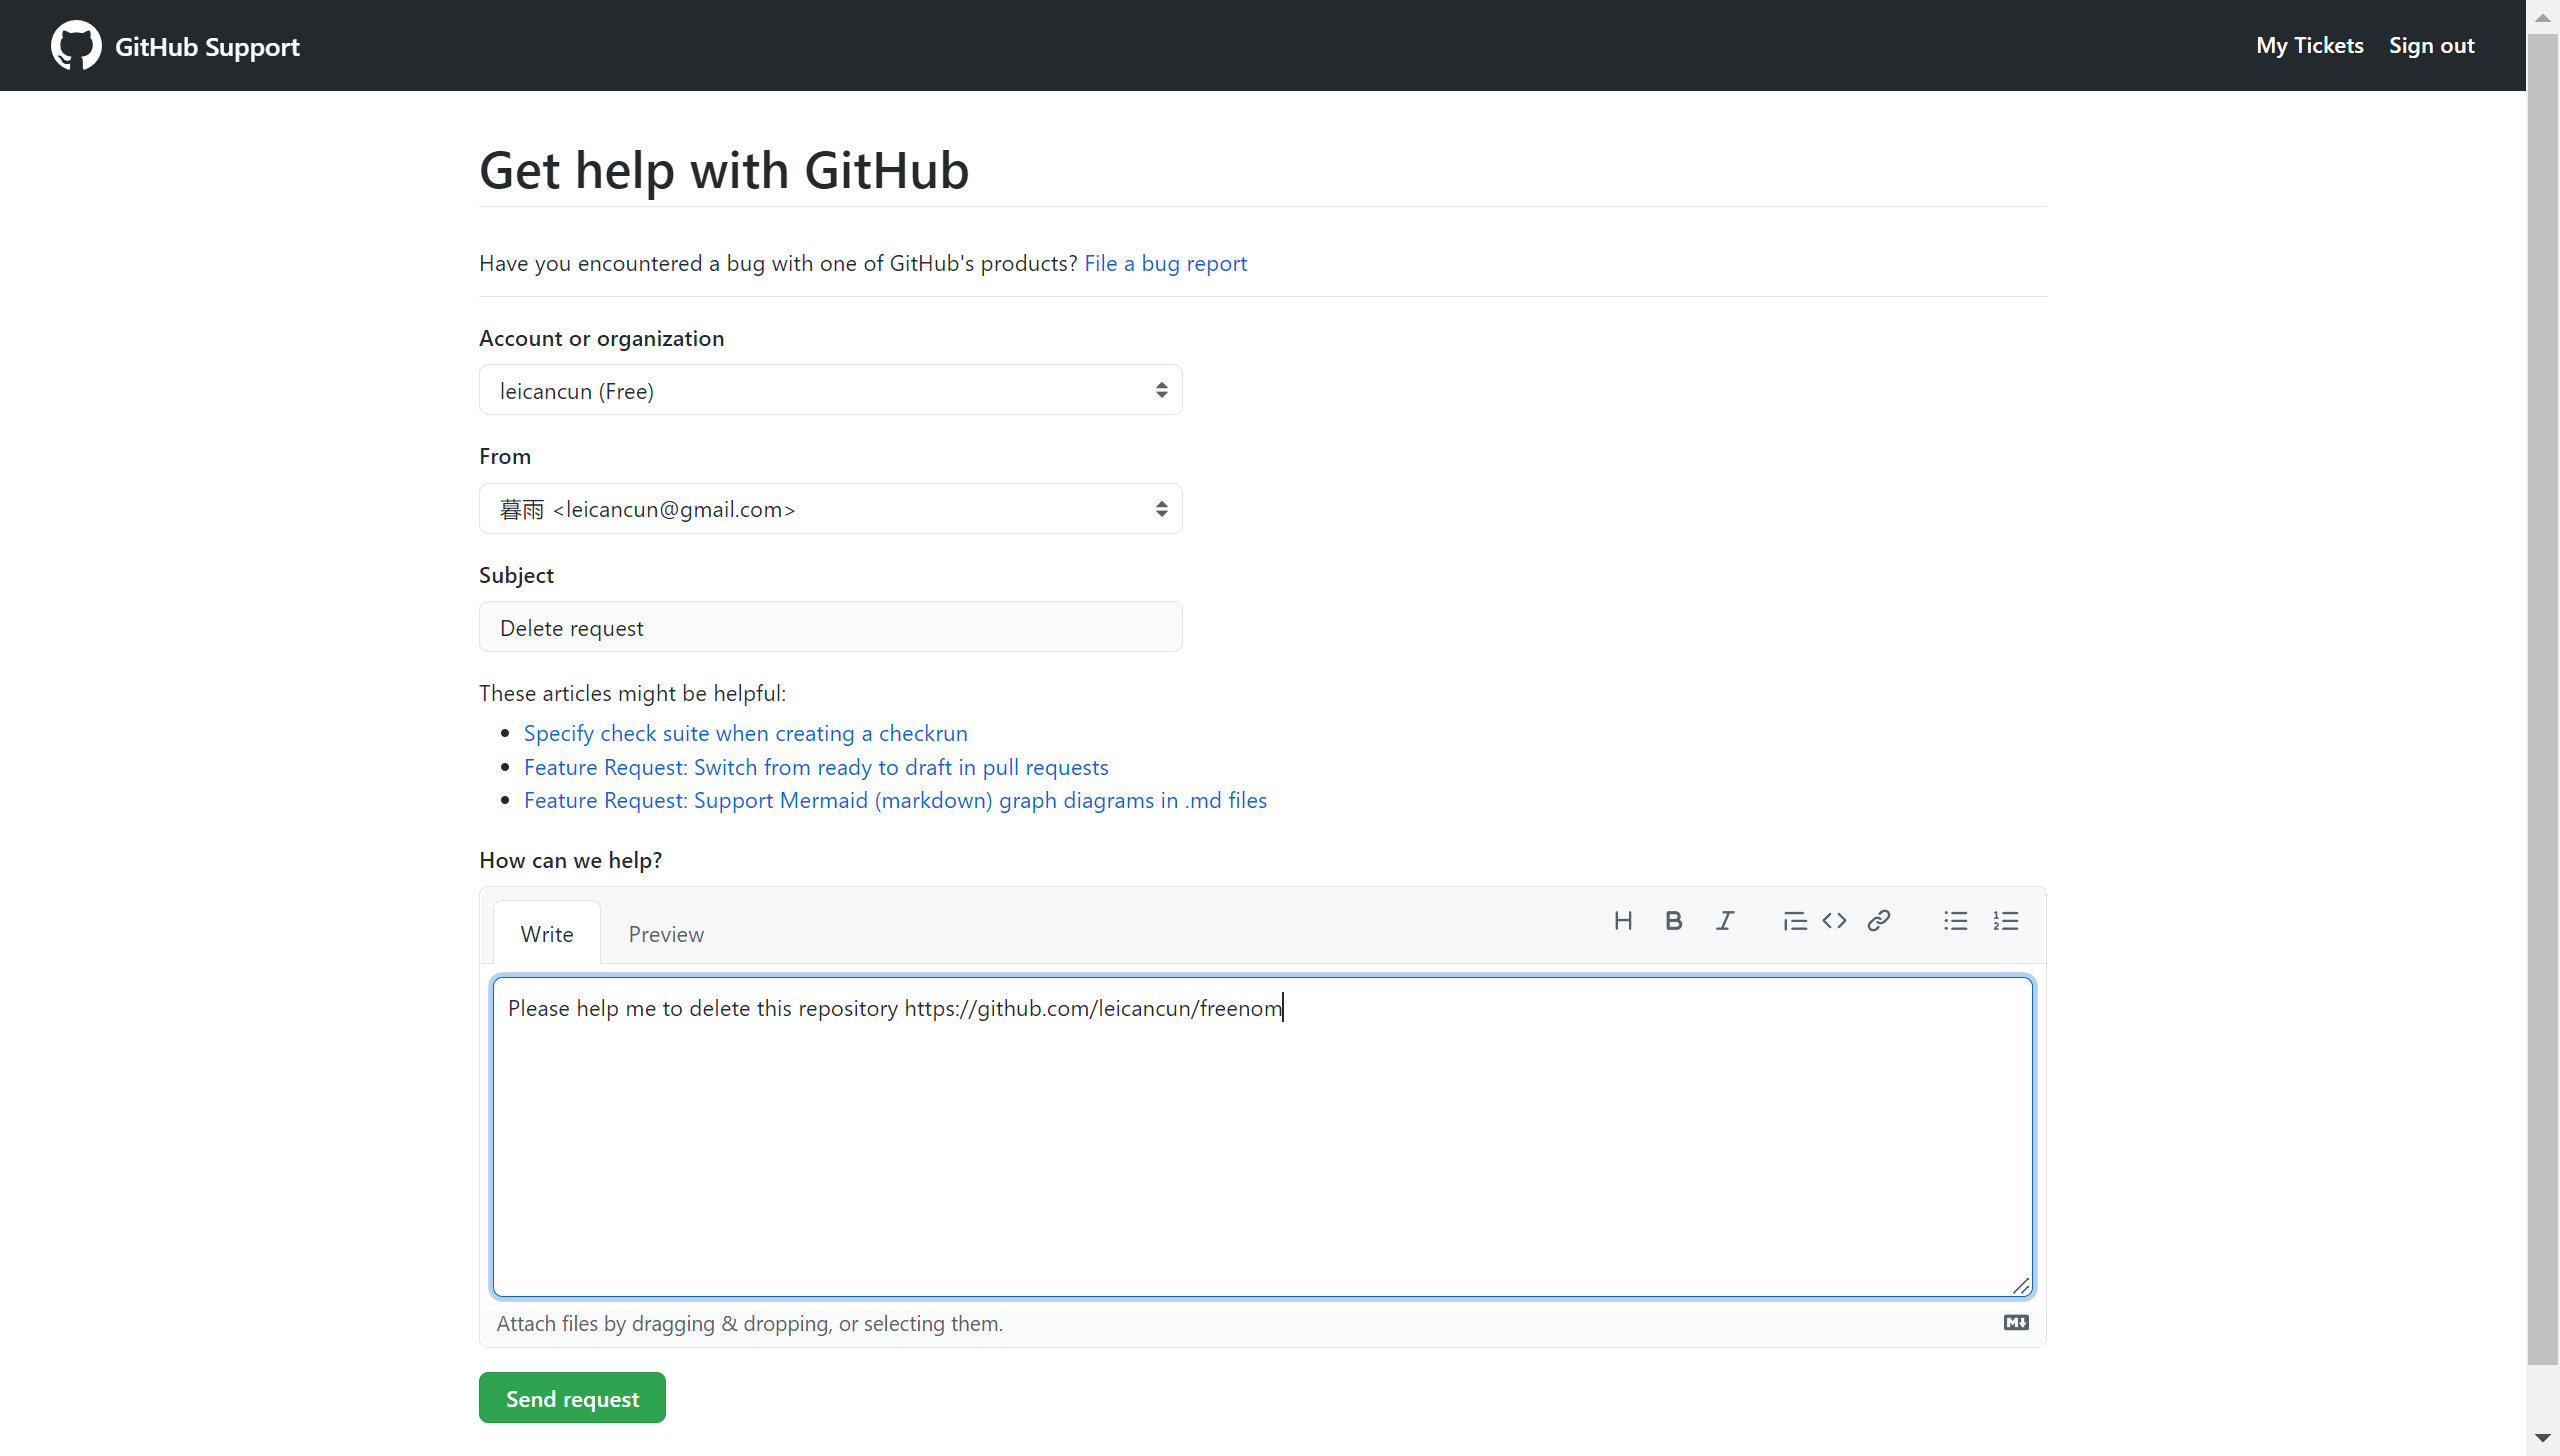 GitHub Support
My Tickets
Sign out
Get help with GitHub
Have you encountered a bug with one of GitHub's products? File a bug report
Account or organization
leicancun (Free)
From
暮雨 <leicancun@gmail.com>
Subject
Delete request
These articles might be helpful:
Specify check suite when creating a checkrun
Feature Request: Switch from ready to draft in pull requests
Feature Request: Support Mermaid (markdown) graph diagrams in .md files
How can we help?
Write
Preview
Please help me to delete this repository https://github.com/leicancun/freenom
Attach files by dragging & dropping, or selecting them.
Send request